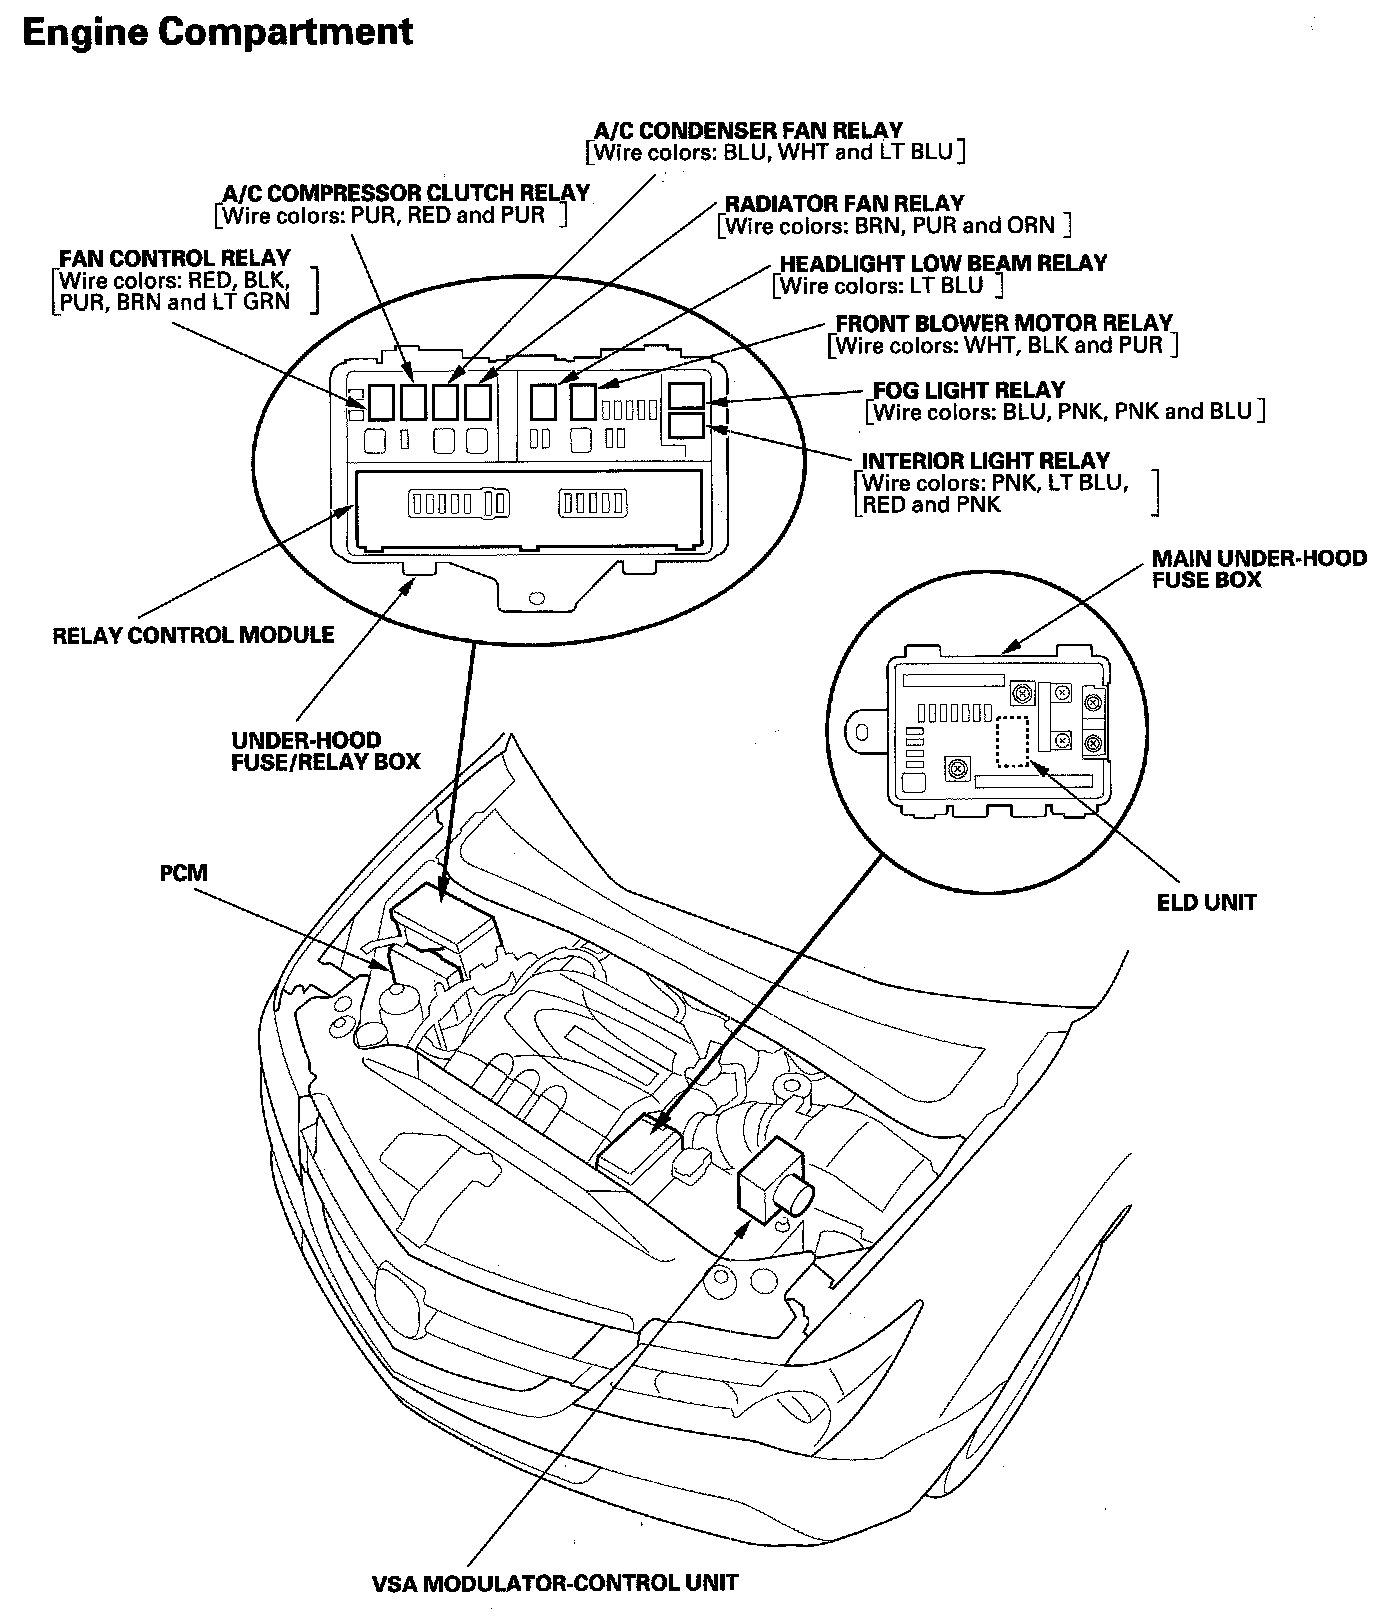 Engine Compartment
A/C CONDENSER FAN RELAY
[Wire colors: BLU, WHT and LT BLU]
A/C COMPRESSOR CLUTCH RELAY
[Wire colors: PUR, RED and PUR ]
RADIATOR FAN RELAY
[Wire colors: BRN, PUR and ORN ]
FAN CONTROL RELAY
[Wire colors: RED, BLK,
PUR, BRN and LT GRN ]
HEADLIGHT LOW BEAM RELAY
[Wire colors: LT BLU ]
FRONT BLOWER MOTOR RELAY
[Wire colors: WHT, BLK and PUR ]
FOG LIGHT RELAY
[Wire colors: BLU, PNK, PNK and BLU ]
INTERIOR LIGHT RELAY
[Wire colors: PNK, LT BLU,
RED and PNK ]
MAIN UNDER-HOOD
FUSE BOX
RELAY CONTROL MODULE
UNDER-HOOD
FUSE/RELAY BOX
PCM
ELD UNIT
VSA MODULATOR-CONTROL UNIT